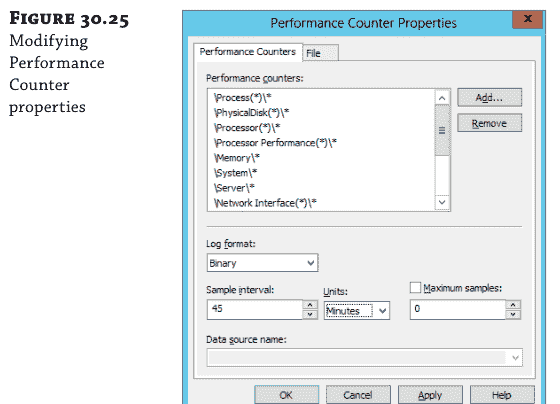 FIGURE 30.25
Modifying
Performance
Counter
properties
Performance Counter Properties
x
Performance Counters File
Performance counters:
\Process(*)\*
\PhysicalDisk(*)\*
\Processor(*)\*
\Processor Performance(*)\*
\Memory\*
\System\*
\Server\*
\Network Interface(*)\*
Add...
Remove
Log format:
Binary
Sample interval: Units: Maximum samples:
45 Minutes 0
Data source name:
OK Cancel Apply Help